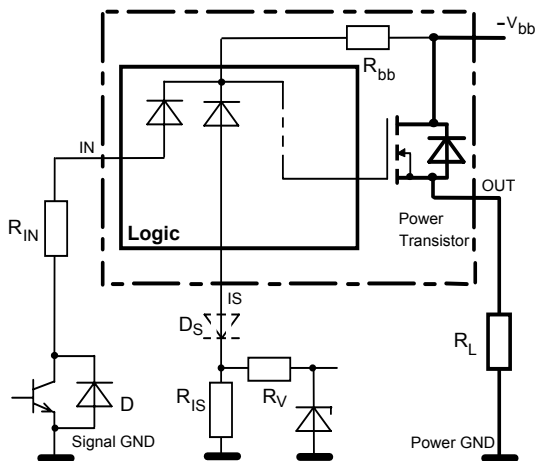 -Vbb
Rbb
IN
OUT
Power
Transistor
RIN
Logic
IS
DS
RL
D
RIS
RV
Signal GND
Power GND